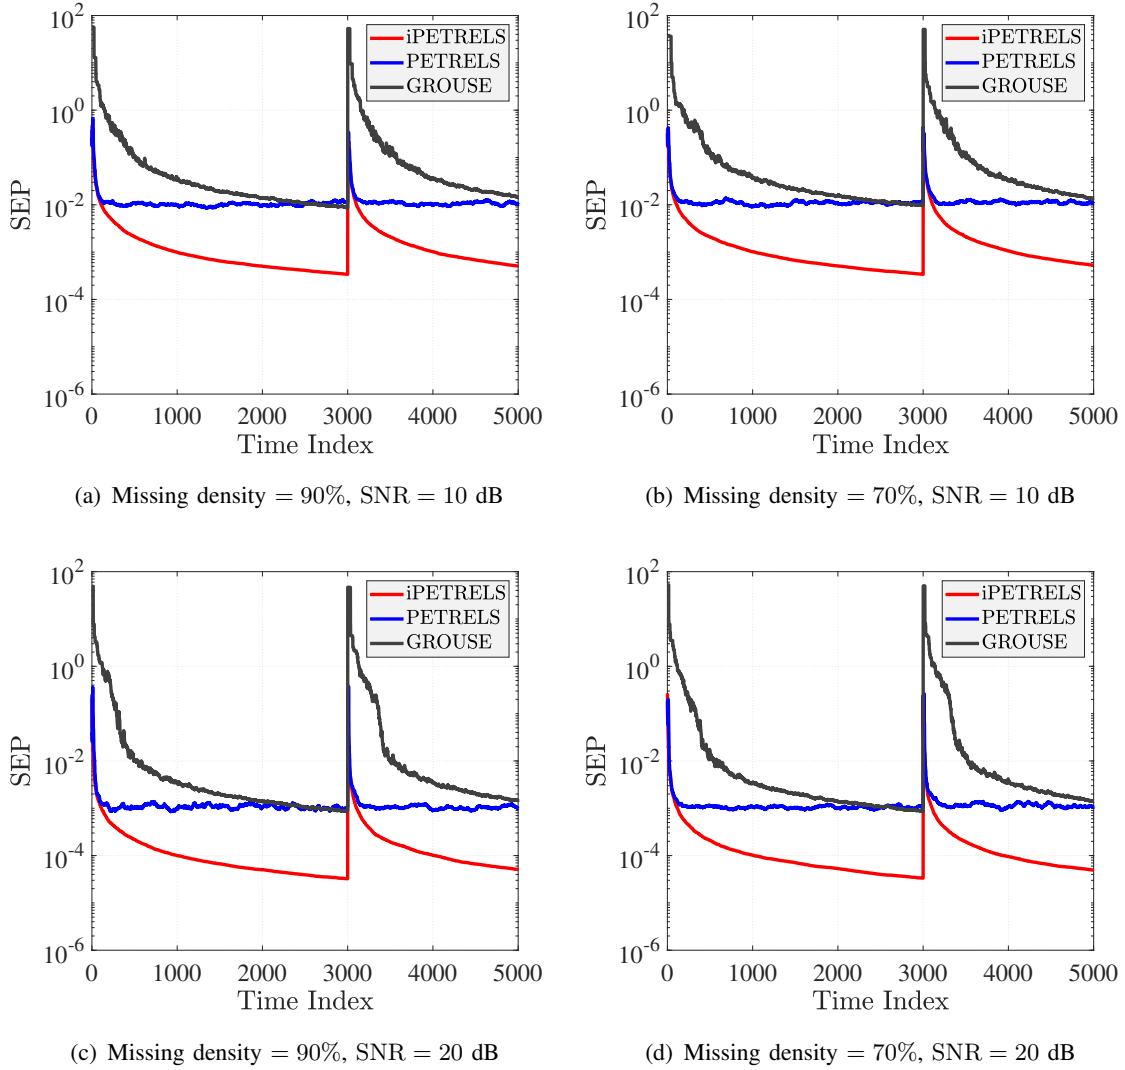 iPETRELS
PETRELS
GROUSE
10^2
10^0
10^-2
10^-4
10^-6
SEP
0 1000 2000 3000 4000 5000
Time Index
(a) Missing density = 90%, SNR = 10 dB
iPETRELS
PETRELS
GROUSE
10^2
10^0
10^-2
10^-4
10^-6
SEP
0 1000 2000 3000 4000 5000
Time Index
(b) Missing density = 70%, SNR = 10 dB
iPETRELS
PETRELS
GROUSE
10^2
10^0
10^-2
10^-4
10^-6
SEP
0 1000 2000 3000 4000 5000
Time Index
(c) Missing density = 90%, SNR = 20 dB
iPETRELS
PETRELS
GROUSE
10^2
10^0
10^-2
10^-4
10^-6
SEP
0 1000 2000 3000 4000 5000
Time Index
(d) Missing density = 70%, SNR = 20 dB